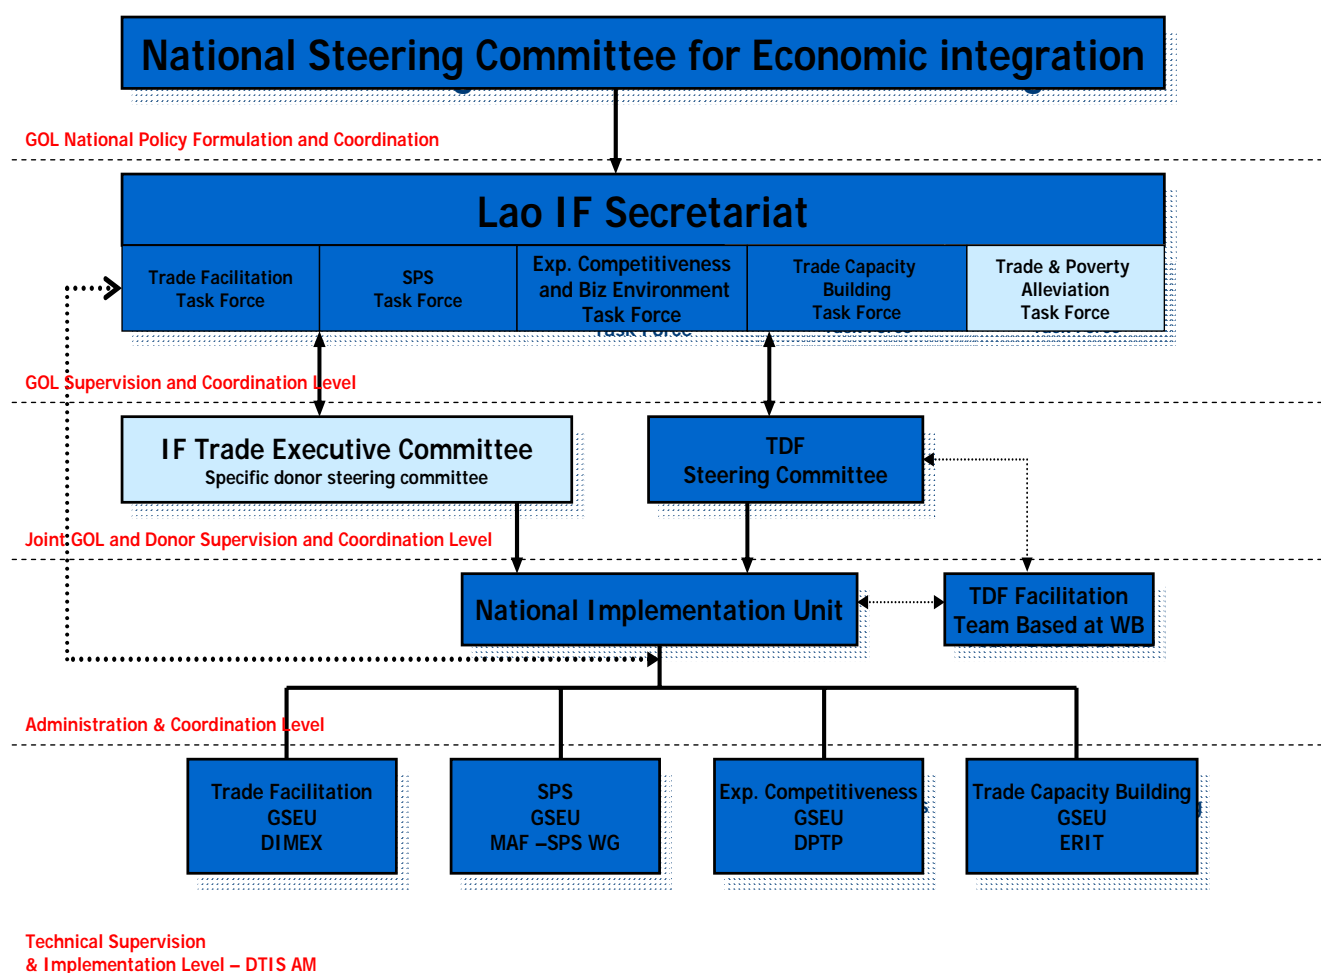 National Steering Committee for Economic integration
GOL National Policy Formulation and Coordination
Lao IF Secretariat
Trade Facilitation
Task Force
SPS
Task Force
Exp. Competitiveness
and Biz Environment
Task Force
Trade Capacity
Building
Task Force
Trade & Poverty
Alleviation
Task Force
GOL Supervision and Coordination Level
IF Trade Executive Committee
Specific donor steering committee
TDF
Steering Committee
Joint GOL and Donor Supervision and Coordination Level
National Implementation Unit
TDF Facilitation
Team Based at WB
Administration & Coordination Level
Trade Facilitation
GSEU
DIMEX
SPS
GSEU
MAF –SPS WG
Exp. Competitiveness
GSEU
DPTP
Trade Capacity Building
GSEU
ERIT
Technical Supervision
& Implementation Level – DTIS AM